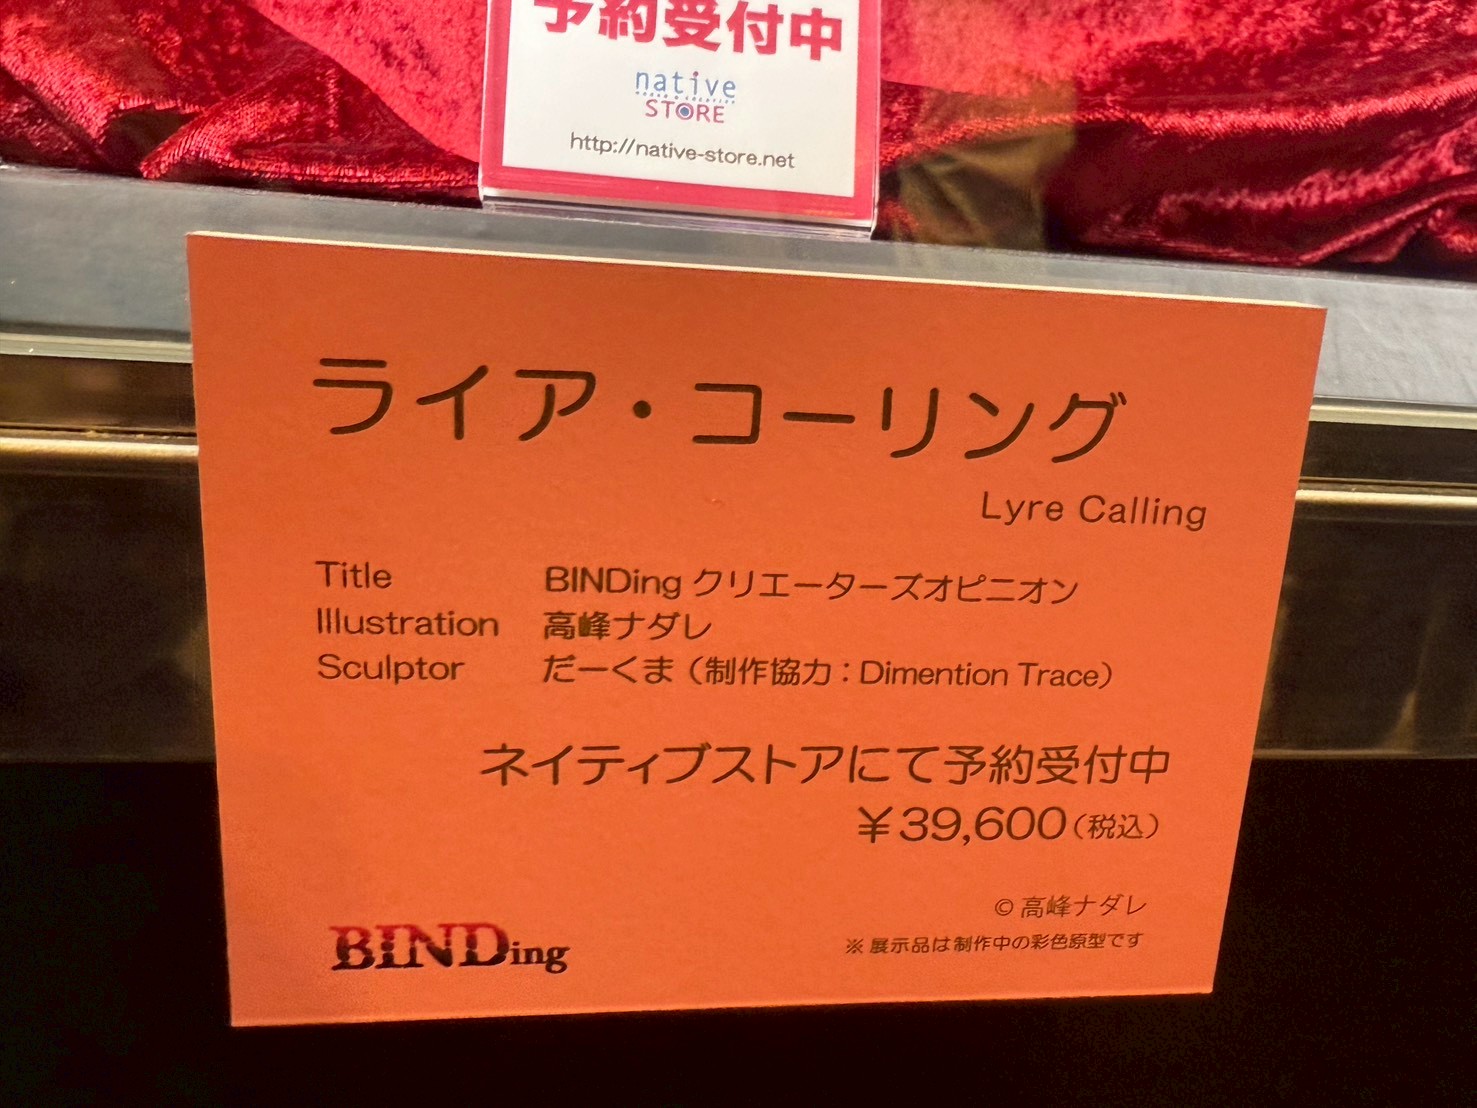 予約受付中
native
STORE
http://native-store.net
ライア・コーリング
Lyre Calling
Title BINDing クリエーターズオピニオン
Illustration 高峰ナダレ
Sculptor だーくま（制作協力：Dimention Trace）
ネイティブストアにて予約受付中
￥39,600（税込）
© 高峰ナダレ
※ 展示品は制作中の彩色原型です
BINDing